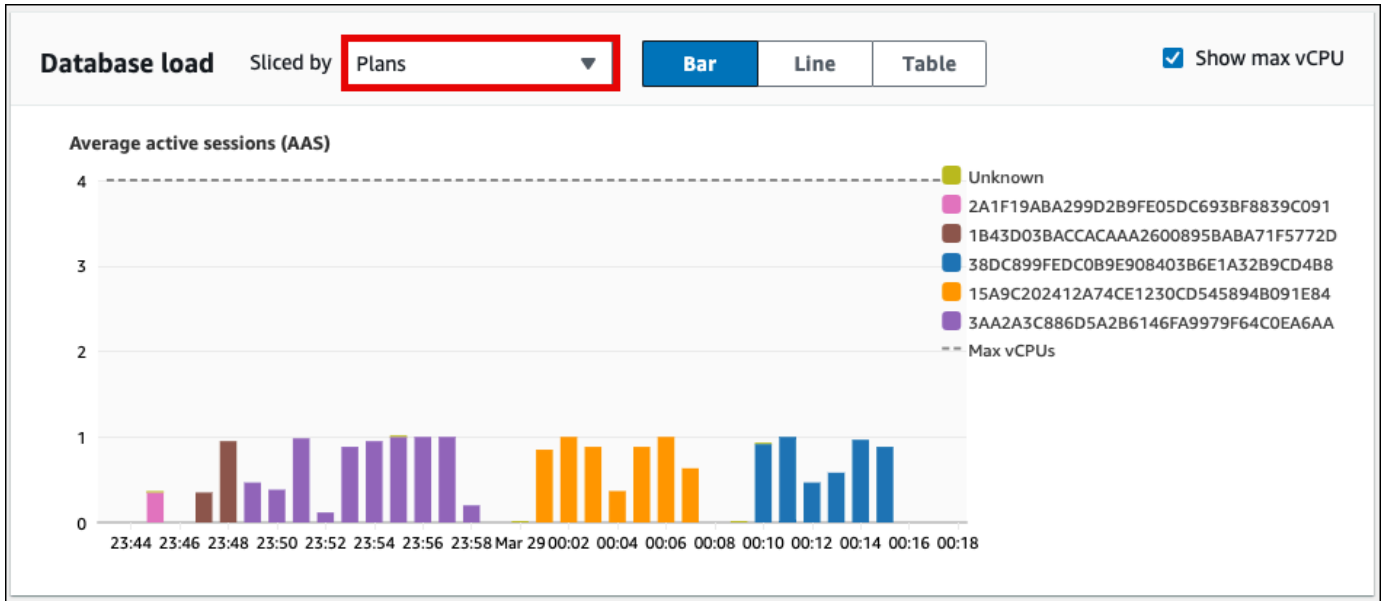 Database load Sliced by Plans Bar Line Table Show max vCPU
Average active sessions (AAS)
4
3
2
1
0
23:44 23:46 23:48 23:50 23:52 23:54 23:56 23:58 Mar 29 00:02 00:04 00:06 00:08 00:10 00:12 00:14 00:16 00:18
Unknown
2A1F19ABA299D2B9FE05DC693BF8839C091
1B43D03BACCACAAA2600895BABA71F5772D
38DC899FEDC0B9E908403B6E1A32B9CD4B8
15A9C202412A74CE1230CD545894B091E84
3AA2A3C886D5A2B6146FA9979F64C0EA6AA
Max vCPUs